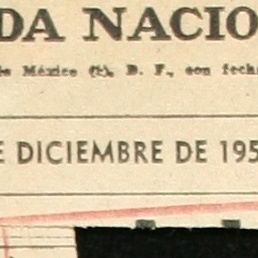 DA NACIO
México (t), D. F., con fech
E DICIEMBRE DE 195